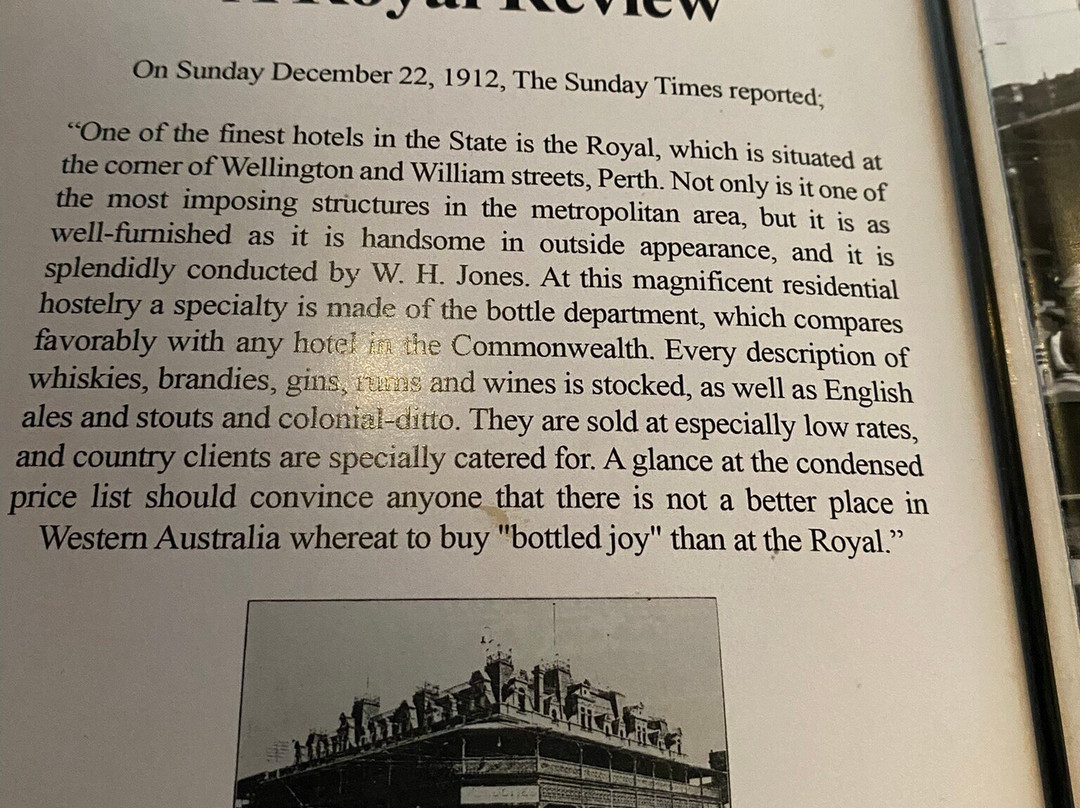 A Royal Review
On Sunday December 22, 1912, The Sunday Times reported;
“One of the finest hotels in the State is the Royal, which is situated at
the corner of Wellington and William streets, Perth. Not only is it one of
the most imposing structures in the metropolitan area, but it is as
well-furnished as it is handsome in outside appearance, and it is
splendidly conducted by W. H. Jones. At this magnificent residential
hostelry a specialty is made of the bottle department, which compares
favorably with any hotel in the Commonwealth. Every description of
whiskies, brandies, gins, rums and wines is stocked, as well as English
ales and stouts and colonial-ditto. They are sold at especially low rates,
and country clients are specially catered for. A glance at the condensed
price list should convince anyone that there is not a better place in
Western Australia whereat to buy "bottled joy" than at the Royal.”